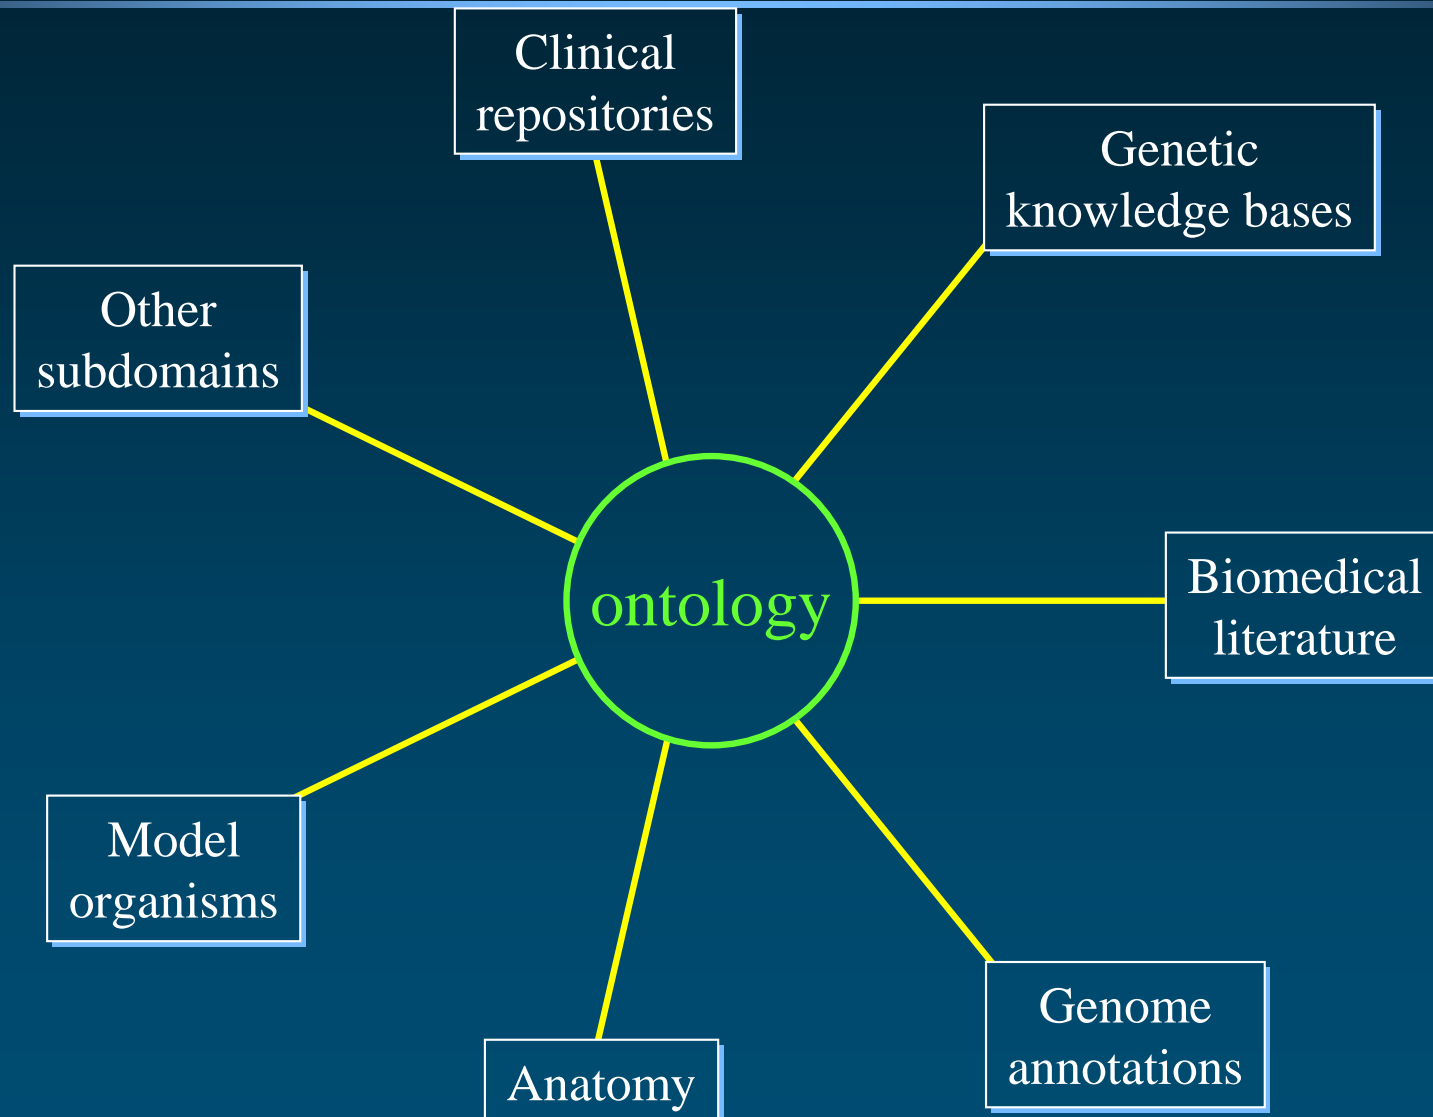 Clinical
repositories
Genetic
knowledge bases
Other
subdomains
ontology
Biomedical
literature
Model
organisms
Genome
annotations
Anatomy